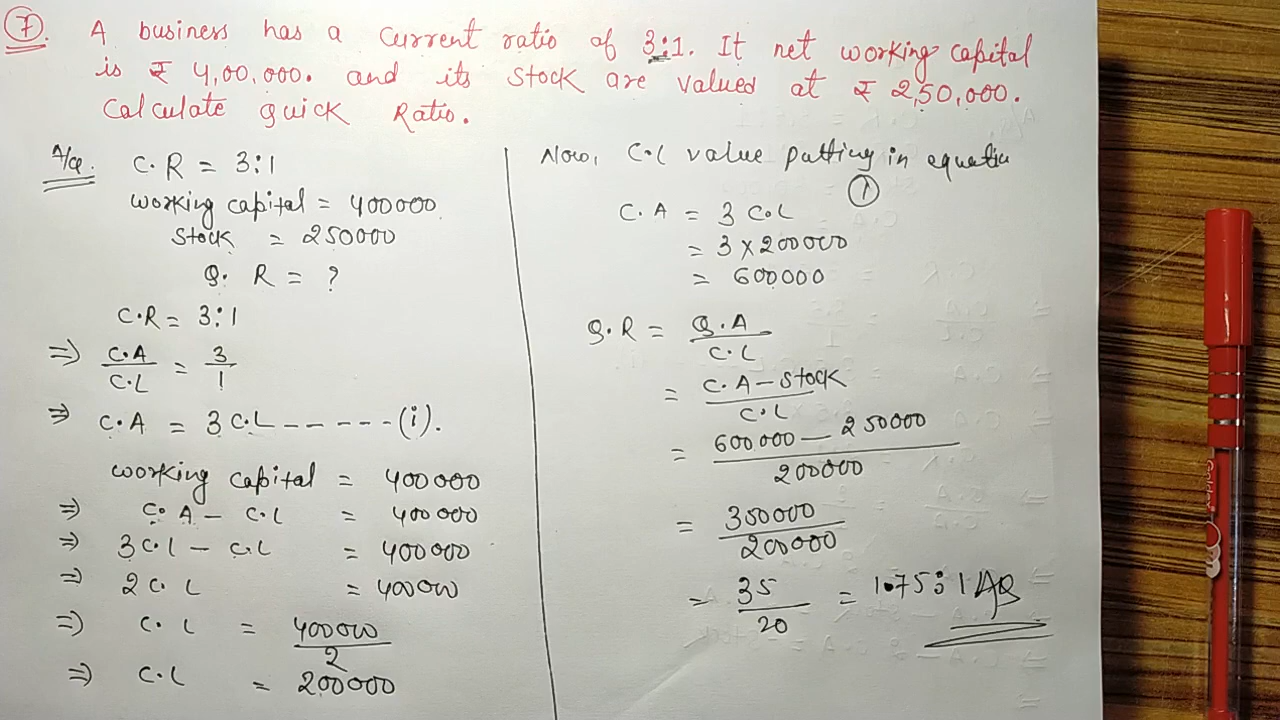 7. A business has a current ratio of 3:1. It net working capital
is ₹ 4,00,000. and its stock are valued at ₹ 2,50,000.
Calculate quick Ratio.
A/q. C.R = 3:1
working capital = 400000
Stock = 250000
Q. R = ?
C.R = 3:1
⇒ C.A/C.L = 3/1
⇒ C.A = 3 C.L ------(i).
working capital = 400000
⇒ C.A - C.L = 400000
⇒ 3C.L - C.L = 400000
⇒ 2C.L = 400000
⇒ C.L = 400000/2
⇒ C.L = 200000
Now, C.L value putting in equation
1
C.A = 3 C.L
= 3 × 200000
= 600000
Q.R = Q.A/C.L
= C.A - Stock/C.L
= 600000 - 250000/200000
= 350000/200000
= 35/20 = 1.75:1